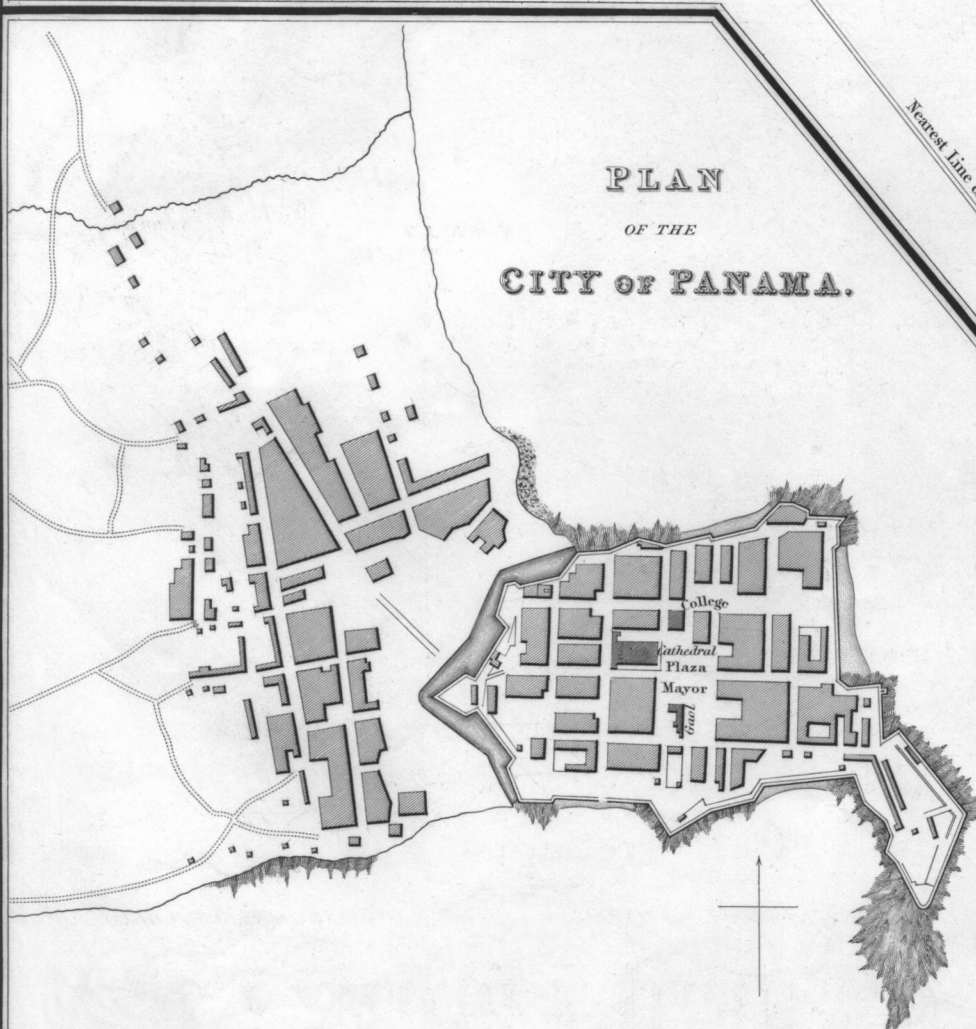 Nearest Line
PLAN
OF THE
CITY OF PANAMA.
College
Cathedral
Plaza
Mayor
Gaol